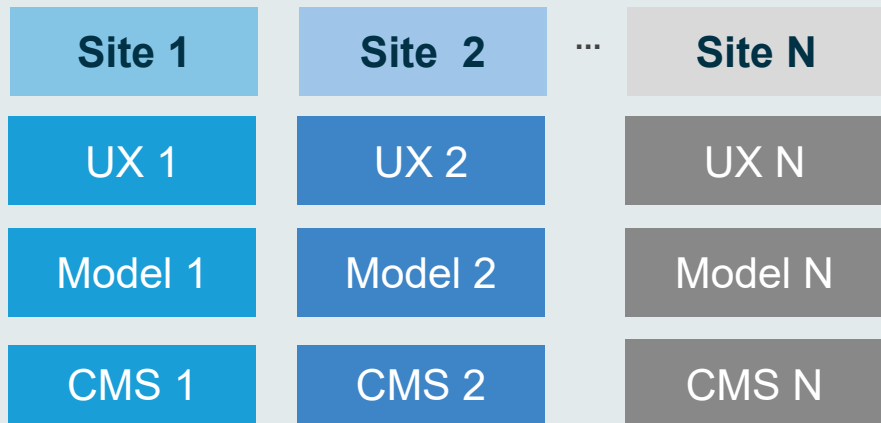 Site 1 Site 2 ... Site N
UX 1 UX 2 UX N
Model 1 Model 2 Model N
CMS 1 CMS 2 CMS N